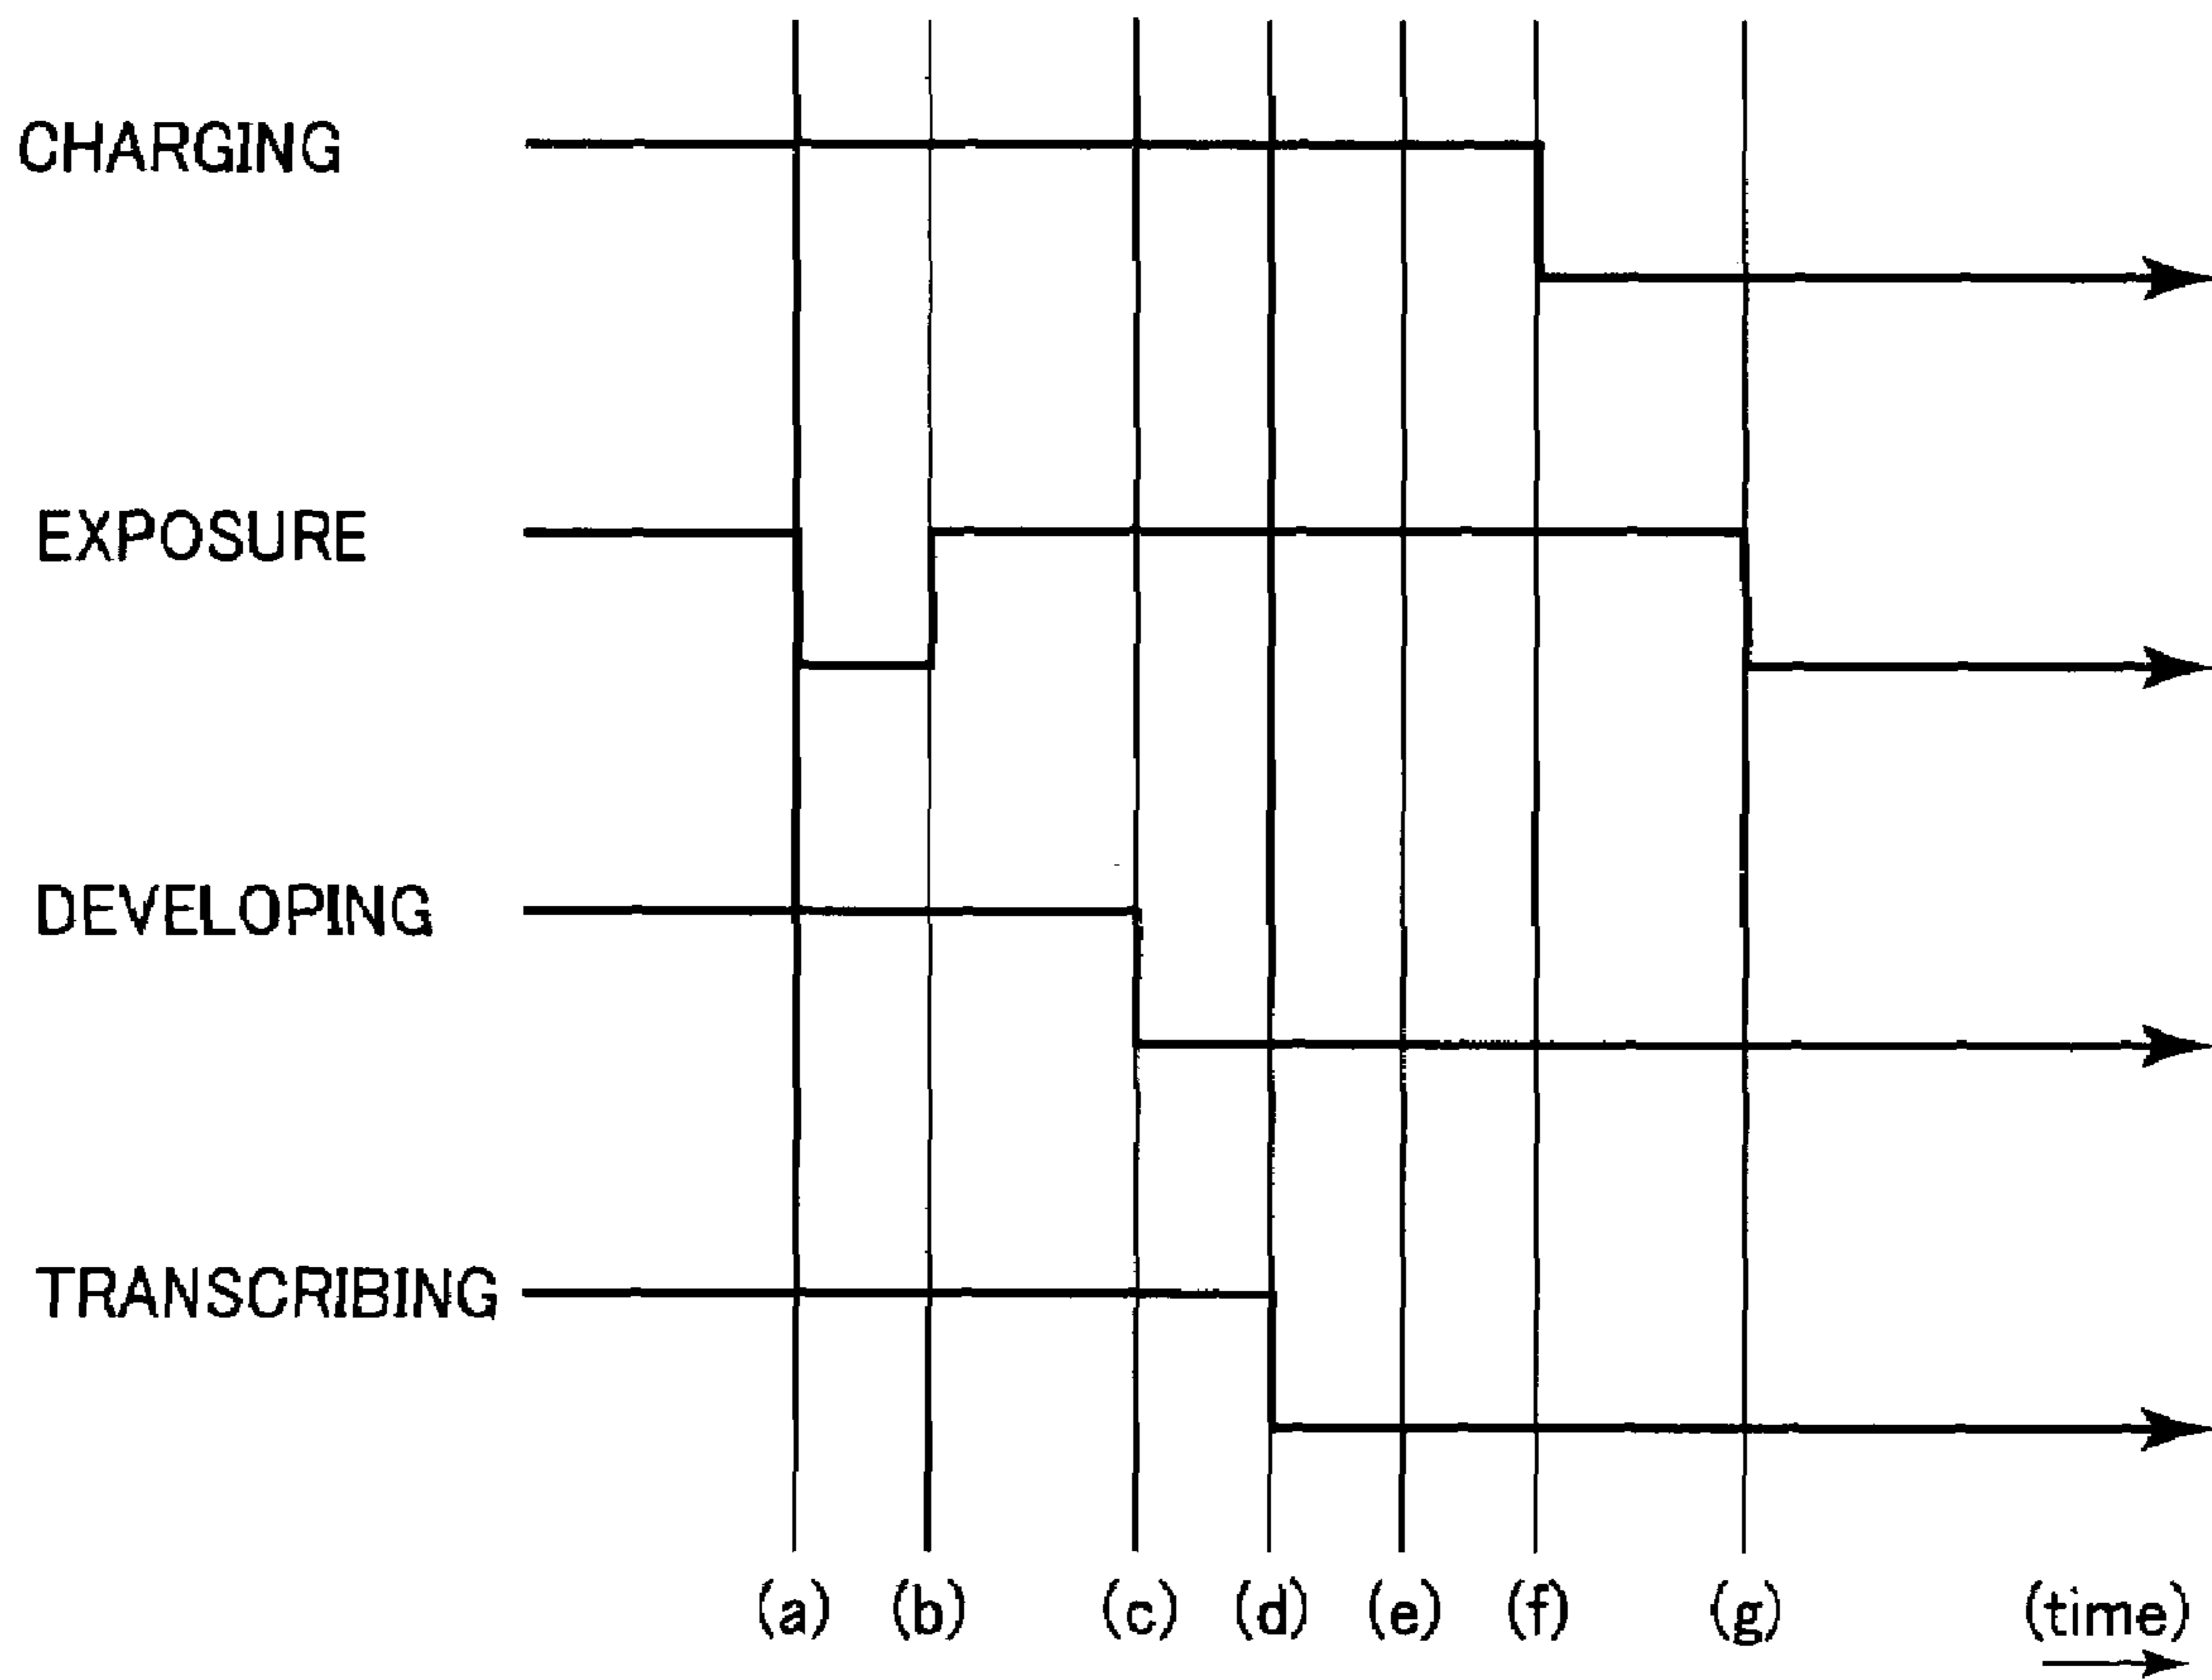 CHARGING
EXPOSURE
DEVELOPING
TRANSCRIBING
(a) (b) (c) (d) (e) (f) (g) (time)